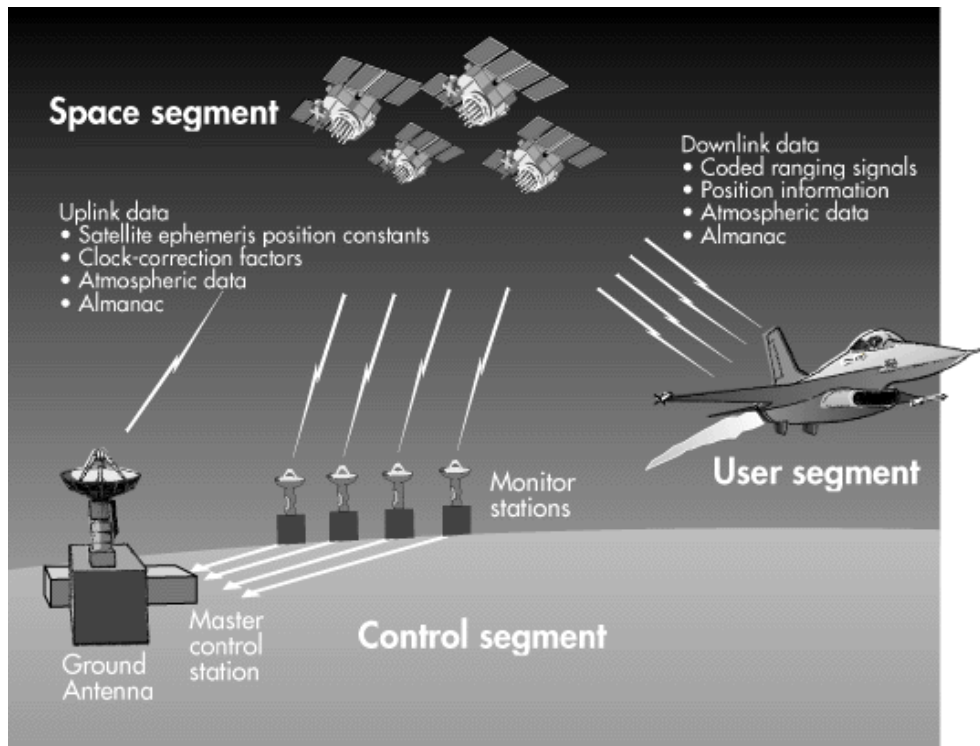 Space segment
Downlink data
• Coded ranging signals
• Position information
• Atmospheric data
• Almanac
Uplink data
• Satellite ephemeris position constants
• Clock-correction factors
• Atmospheric data
• Almanac
User segment
Monitor
stations
Master
control
station
Control segment
Ground
Antenna